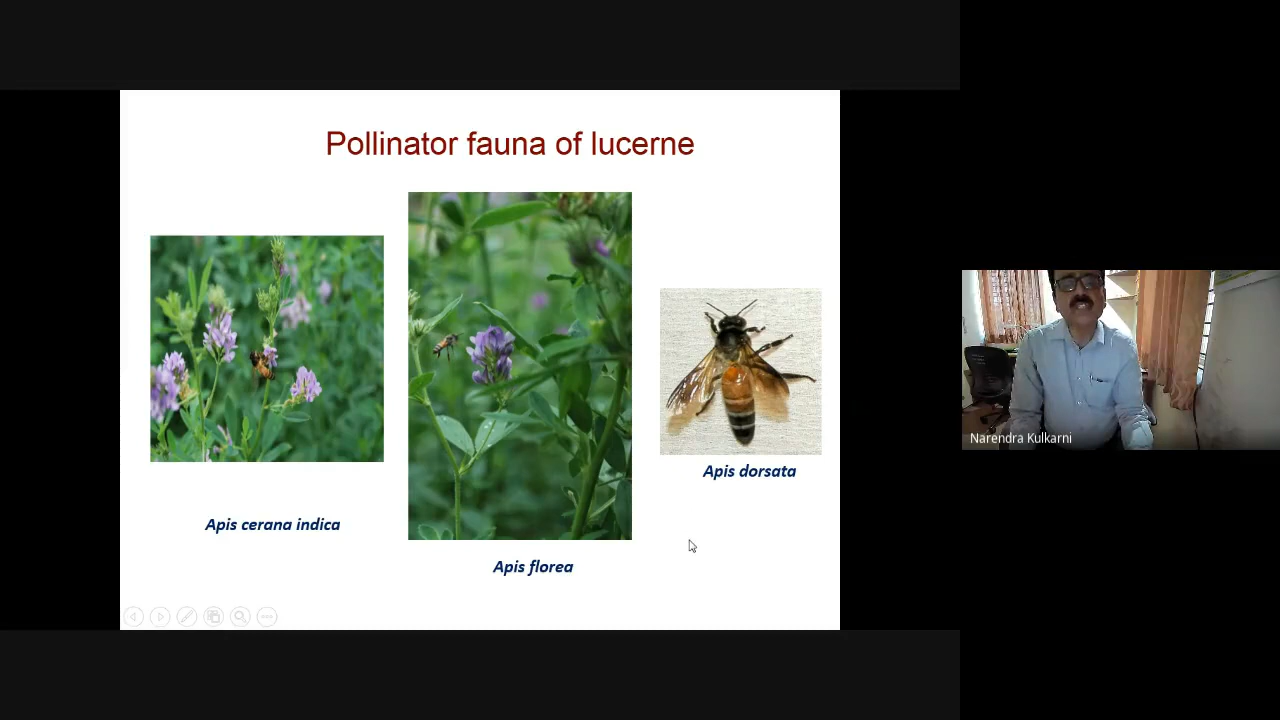 Pollinator fauna of lucerne
Apis dorsata
Apis cerana indica
Apis florea
Narendra Kulkarni